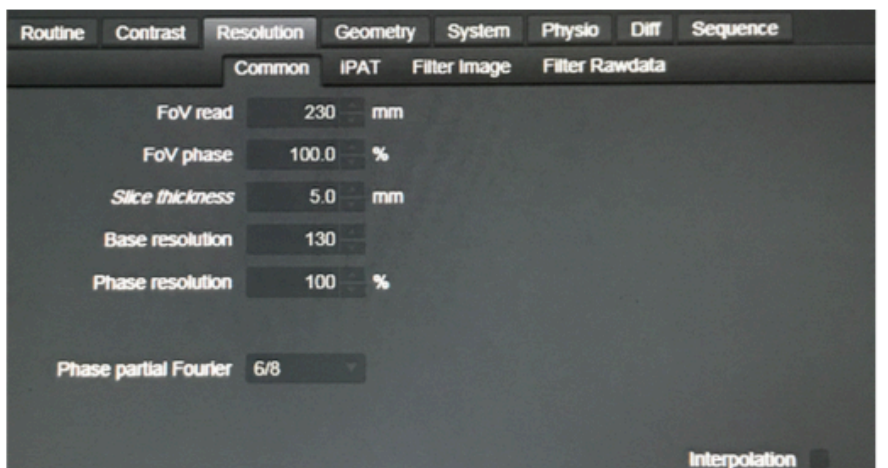 Routine Contrast Resolution Geometry System Physio Diff Sequence
Common iPAT Filter Image Filter Rawdata
FoV read 230 mm
FoV phase 100.0 %
Slice thickness 5.0 mm
Base resolution 130
Phase resolution 100 %
Phase partial Fourier 6/8
Interpolation